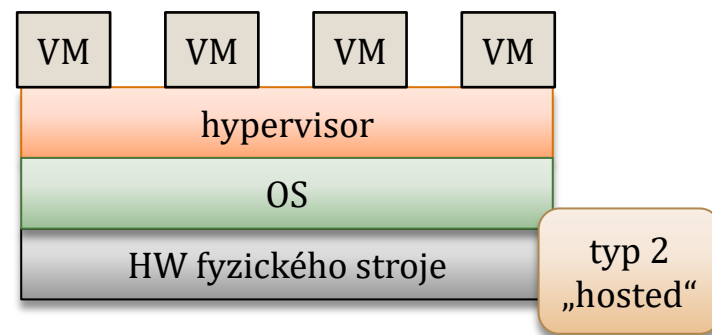 VM VM VM VM
hypervisor
OS
HW fyzického stroje
typ 2
„hosted“